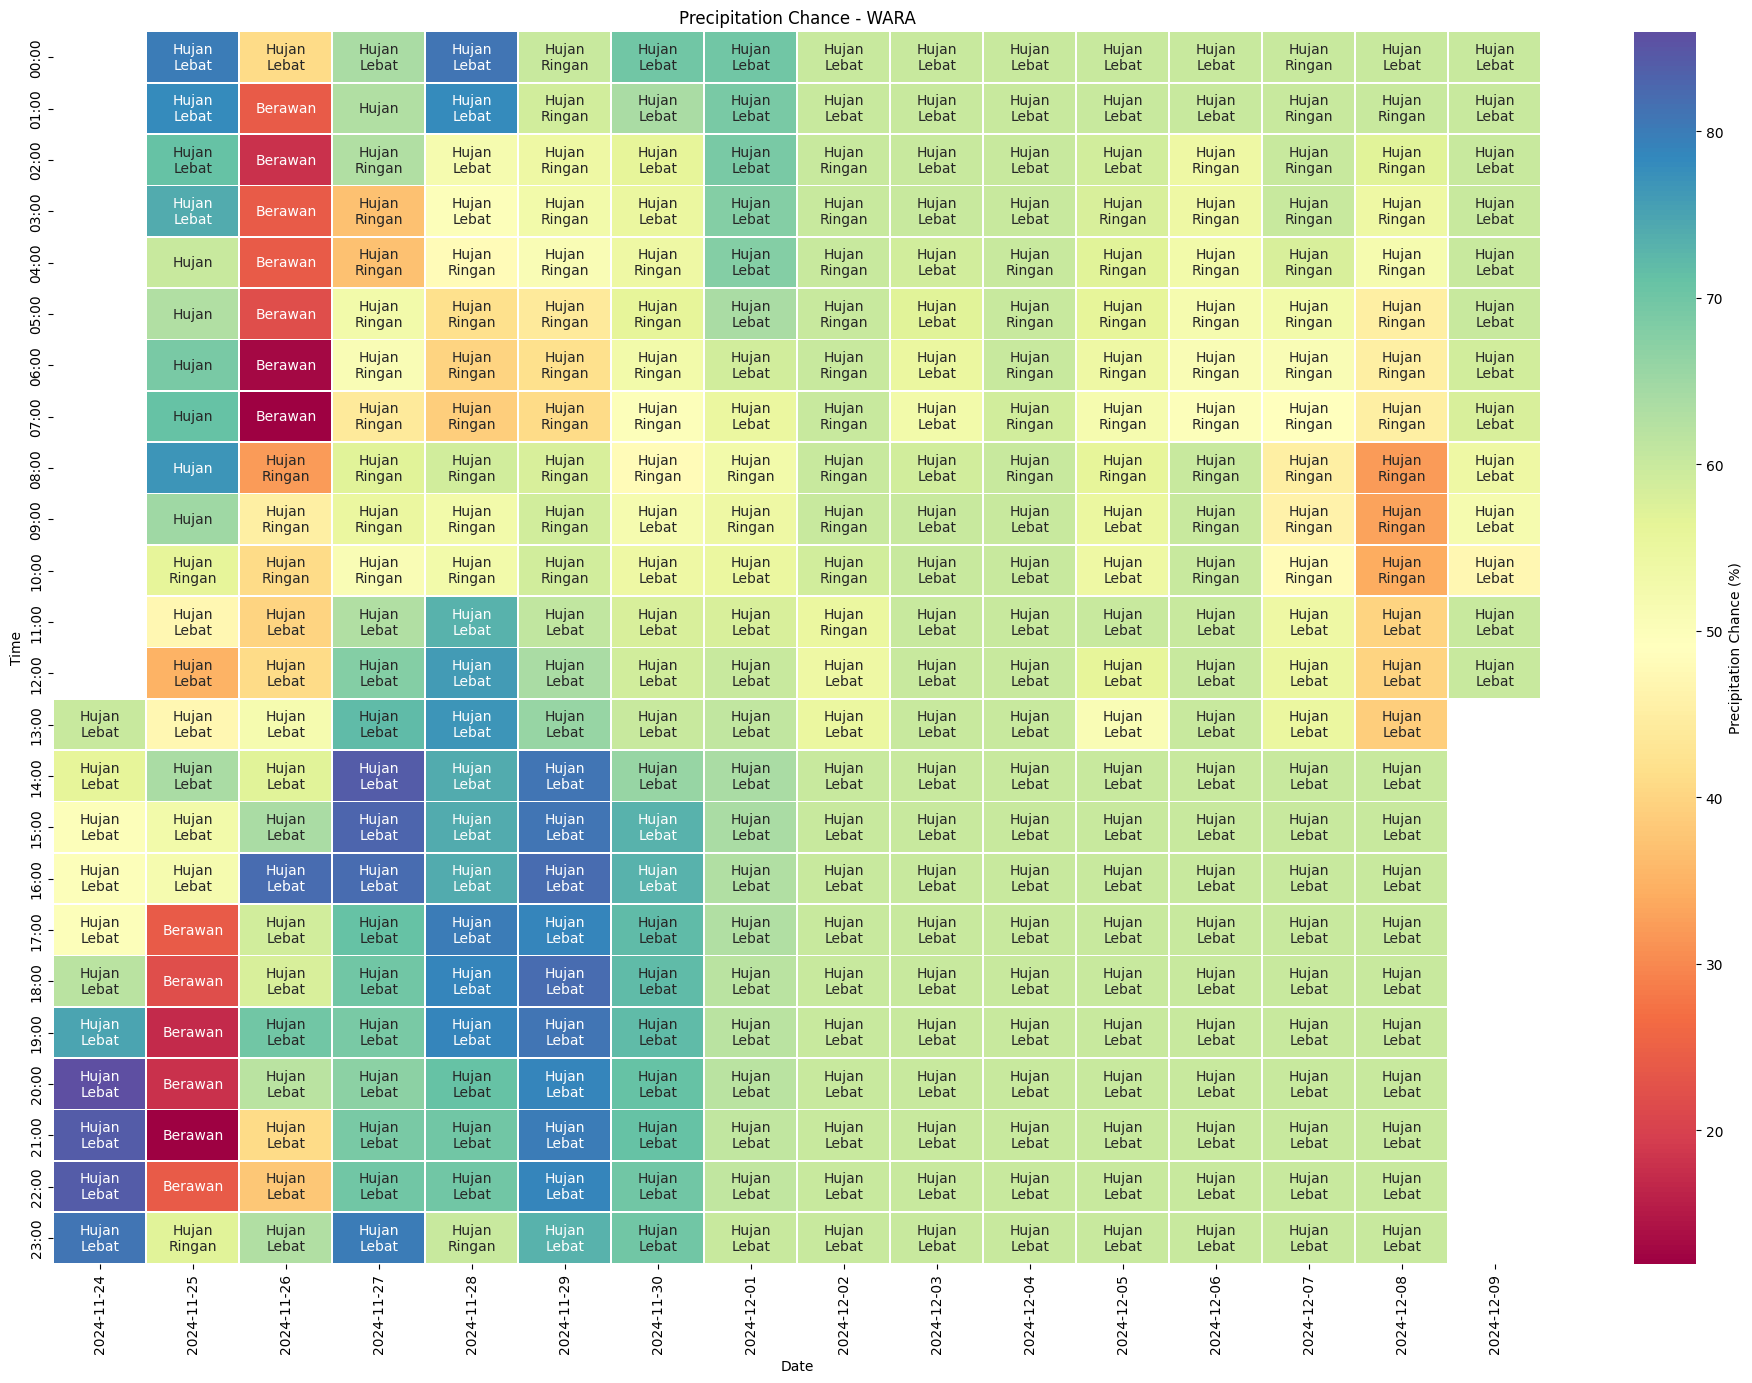 Precipitation Chance - WARA
00:00 Hujan Lebat Hujan Lebat Hujan Lebat Hujan Lebat Hujan Ringan Hujan Lebat Hujan Lebat Hujan Lebat Hujan Lebat Hujan Lebat Hujan Lebat Hujan Lebat Hujan Ringan Hujan Lebat Hujan Lebat
01:00 Hujan Lebat Berawan Hujan Hujan Lebat Hujan Ringan Hujan Lebat Hujan Lebat Hujan Lebat Hujan Lebat Hujan Lebat Hujan Lebat Hujan Lebat Hujan Ringan Hujan Ringan Hujan Lebat
02:00 Hujan Lebat Berawan Hujan Ringan Hujan Lebat Hujan Ringan Hujan Lebat Hujan Lebat Hujan Ringan Hujan Lebat Hujan Lebat Hujan Lebat Hujan Ringan Hujan Ringan Hujan Ringan Hujan Lebat
03:00 Hujan Lebat Berawan Hujan Ringan Hujan Lebat Hujan Ringan Hujan Lebat Hujan Lebat Hujan Ringan Hujan Lebat Hujan Lebat Hujan Ringan Hujan Ringan Hujan Ringan Hujan Ringan Hujan Lebat
04:00 Hujan Berawan Hujan Ringan Hujan Ringan Hujan Ringan Hujan Ringan Hujan Lebat Hujan Ringan Hujan Lebat Hujan Ringan Hujan Ringan Hujan Ringan Hujan Ringan Hujan Ringan Hujan Lebat
05:00 Hujan Berawan Hujan Ringan Hujan Ringan Hujan Ringan Hujan Ringan Hujan Lebat Hujan Ringan Hujan Lebat Hujan Ringan Hujan Ringan Hujan Ringan Hujan Ringan Hujan Ringan Hujan Lebat
06:00 Hujan Berawan Hujan Ringan Hujan Ringan Hujan Ringan Hujan Ringan Hujan Lebat Hujan Ringan Hujan Lebat Hujan Ringan Hujan Ringan Hujan Ringan Hujan Ringan Hujan Ringan Hujan Lebat
07:00 Hujan Berawan Hujan Ringan Hujan Ringan Hujan Ringan Hujan Ringan Hujan Lebat Hujan Ringan Hujan Lebat Hujan Ringan Hujan Ringan Hujan Ringan Hujan Ringan Hujan Ringan Hujan Lebat
08:00 Hujan Hujan Ringan Hujan Ringan Hujan Ringan Hujan Ringan Hujan Ringan Hujan Ringan Hujan Ringan Hujan Lebat Hujan Lebat Hujan Ringan Hujan Ringan Hujan Ringan Hujan Ringan Hujan Lebat
09:00 Hujan Hujan Ringan Hujan Ringan Hujan Ringan Hujan Ringan Hujan Lebat Hujan Ringan Hujan Ringan Hujan Lebat Hujan Lebat Hujan Lebat Hujan Ringan Hujan Ringan Hujan Ringan Hujan Lebat
10:00 Hujan Ringan Hujan Ringan Hujan Ringan Hujan Ringan Hujan Ringan Hujan Lebat Hujan Lebat Hujan Ringan Hujan Lebat Hujan Lebat Hujan Lebat Hujan Ringan Hujan Ringan Hujan Ringan Hujan Lebat
11:00 Hujan Lebat Hujan Lebat Hujan Lebat Hujan Lebat Hujan Lebat Hujan Lebat Hujan Lebat Hujan Ringan Hujan Lebat Hujan Lebat Hujan Lebat Hujan Lebat Hujan Lebat Hujan Lebat Hujan Lebat
12:00 Hujan Lebat Hujan Lebat Hujan Lebat Hujan Lebat Hujan Lebat Hujan Lebat Hujan Lebat Hujan Lebat Hujan Lebat Hujan Lebat Hujan Lebat Hujan Lebat Hujan Lebat Hujan Lebat Hujan Lebat
13:00 Hujan Lebat Hujan Lebat Hujan Lebat Hujan Lebat Hujan Lebat Hujan Lebat Hujan Lebat Hujan Lebat Hujan Lebat Hujan Lebat Hujan Lebat Hujan Lebat Hujan Lebat Hujan Lebat Hujan Lebat
14:00 Hujan Lebat Hujan Lebat Hujan Lebat Hujan Lebat Hujan Lebat Hujan Lebat Hujan Lebat Hujan Lebat Hujan Lebat Hujan Lebat Hujan Lebat Hujan Lebat Hujan Lebat Hujan Lebat Hujan Lebat
15:00 Hujan Lebat Hujan Lebat Hujan Lebat Hujan Lebat Hujan Lebat Hujan Lebat Hujan Lebat Hujan Lebat Hujan Lebat Hujan Lebat Hujan Lebat Hujan Lebat Hujan Lebat Hujan Lebat Hujan Lebat
16:00 Hujan Lebat Hujan Lebat Hujan Lebat Hujan Lebat Hujan Lebat Hujan Lebat Hujan Lebat Hujan Lebat Hujan Lebat Hujan Lebat Hujan Lebat Hujan Lebat Hujan Lebat Hujan Lebat Hujan Lebat
17:00 Hujan Lebat Berawan Hujan Lebat Hujan Lebat Hujan Lebat Hujan Lebat Hujan Lebat Hujan Lebat Hujan Lebat Hujan Lebat Hujan Lebat Hujan Lebat Hujan Lebat Hujan Lebat Hujan Lebat
18:00 Hujan Lebat Berawan Hujan Lebat Hujan Lebat Hujan Lebat Hujan Lebat Hujan Lebat Hujan Lebat Hujan Lebat Hujan Lebat Hujan Lebat Hujan Lebat Hujan Lebat Hujan Lebat Hujan Lebat
19:00 Hujan Lebat Berawan Hujan Lebat Hujan Lebat Hujan Lebat Hujan Lebat Hujan Lebat Hujan Lebat Hujan Lebat Hujan Lebat Hujan Lebat Hujan Lebat Hujan Lebat Hujan Lebat Hujan Lebat
20:00 Hujan Lebat Berawan Hujan Lebat Hujan Lebat Hujan Lebat Hujan Lebat Hujan Lebat Hujan Lebat Hujan Lebat Hujan Lebat Hujan Lebat Hujan Lebat Hujan Lebat Hujan Lebat Hujan Lebat
21:00 Hujan Lebat Berawan Hujan Lebat Hujan Lebat Hujan Lebat Hujan Lebat Hujan Lebat Hujan Lebat Hujan Lebat Hujan Lebat Hujan Lebat Hujan Lebat Hujan Lebat Hujan Lebat Hujan Lebat
22:00 Hujan Lebat Berawan Hujan Lebat Hujan Lebat Hujan Lebat Hujan Lebat Hujan Lebat Hujan Lebat Hujan Lebat Hujan Lebat Hujan Lebat Hujan Lebat Hujan Lebat Hujan Lebat Hujan Lebat
23:00 Hujan Lebat Hujan Ringan Hujan Lebat Hujan Lebat Hujan Ringan Hujan Lebat Hujan Lebat Hujan Lebat Hujan Lebat Hujan Lebat Hujan Lebat Hujan Lebat Hujan Lebat Hujan Lebat Hujan Lebat
Time
2024-11-24 2024-11-25 2024-11-26 2024-11-27 2024-11-28 2024-11-29 2024-11-30 2024-12-01 2024-12-02 2024-12-03 2024-12-04 2024-12-05 2024-12-06 2024-12-07 2024-12-08 2024-12-09
Date
80
70
60
50
40
30
20
Precipitation Chance (%)